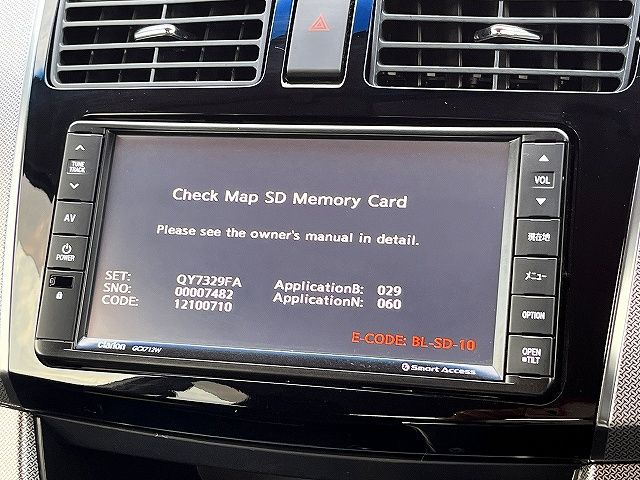 Check Map SD Memory Card
Please see the owner's manual in detail.
SET: QY7329FA
SNO: 00007482
CODE: 12100710
ApplicationB: 029
ApplicationN: 060
E-CODE: BL-SD-10
TUNE
TRACK
AV
POWER
VOL
現在地
メニュー
OPTION
OPEN
TILT
clarion GCX712W
Smart Access